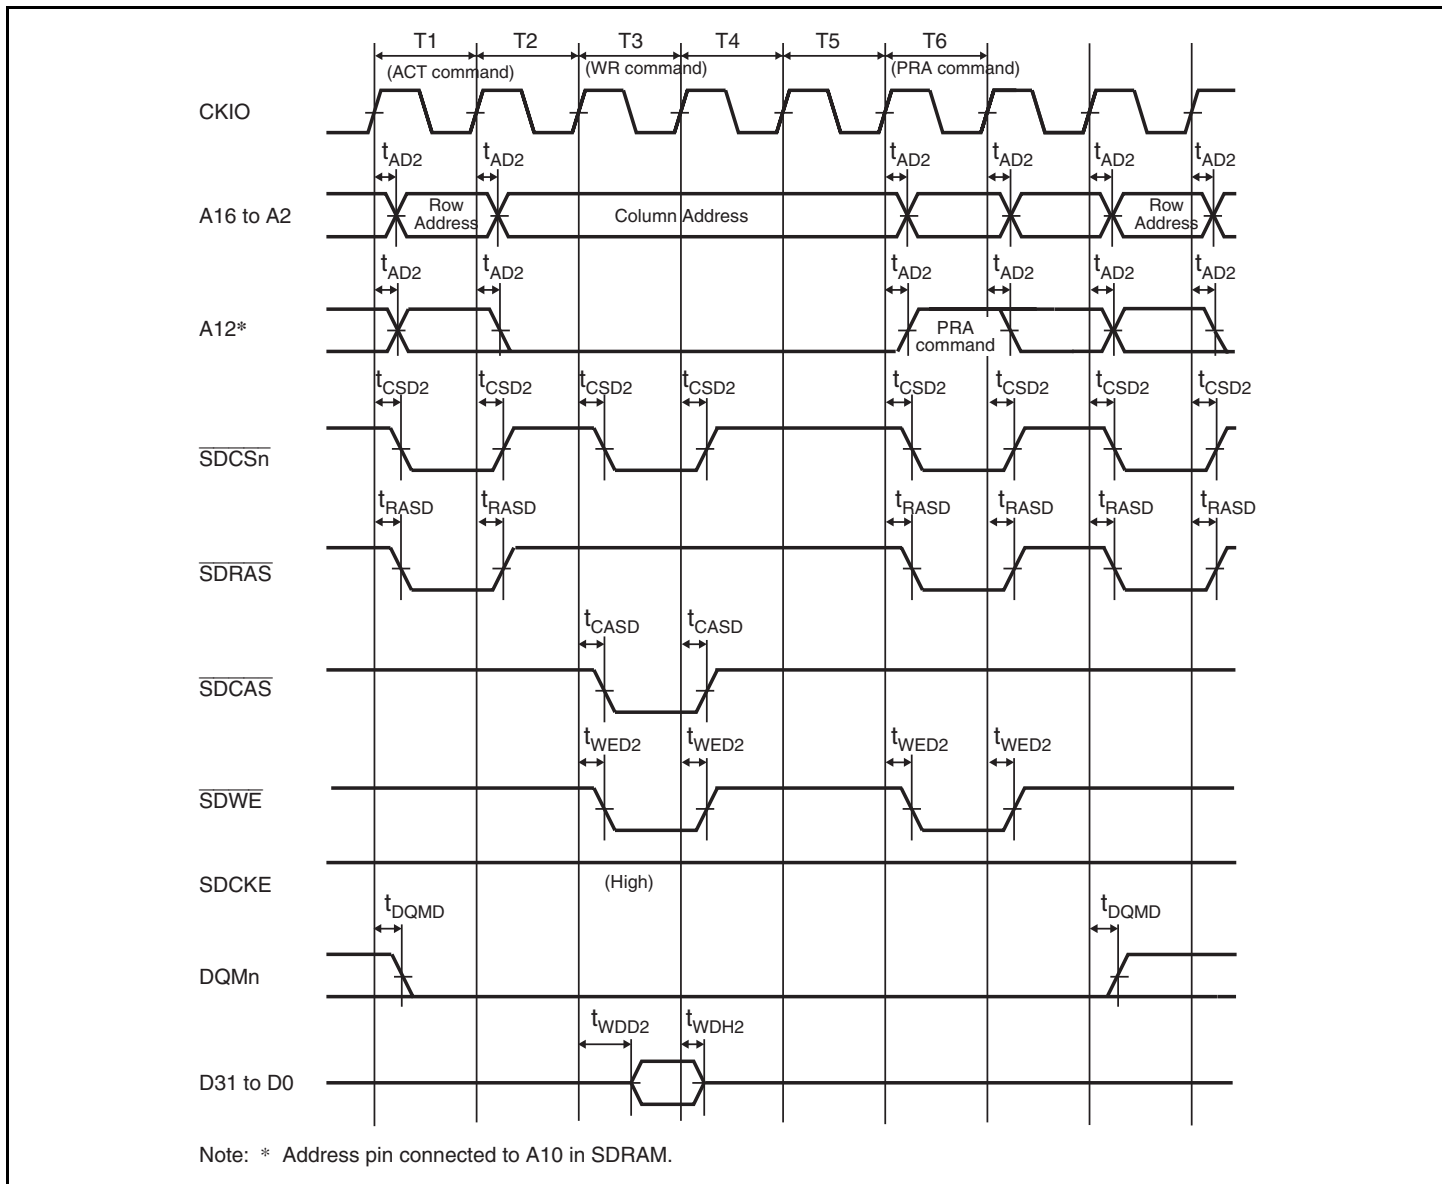 T1 T2 T3 T4 T5 T6
(ACT command) (WR command) (PRA command)
CKIO
tAD2 tAD2 tAD2 tAD2 tAD2 tAD2
A16 to A2 Row Address Column Address Row Address
tAD2 tAD2 tAD2 tAD2 tAD2 tAD2
A12* PRA command
tCSD2 tCSD2 tCSD2 tCSD2 tCSD2 tCSD2 tCSD2 tCSD2
SDCSn
tRASD tRASD tRASD tRASD tRASD tRASD
SDRAS
tCASD tCASD
SDCAS
tWED2 tWED2 tWED2 tWED2
SDWE
SDCKE (High)
tDQMD tDQMD
DQMn
tWDD2 tWDH2
D31 to D0
Note: * Address pin connected to A10 in SDRAM.